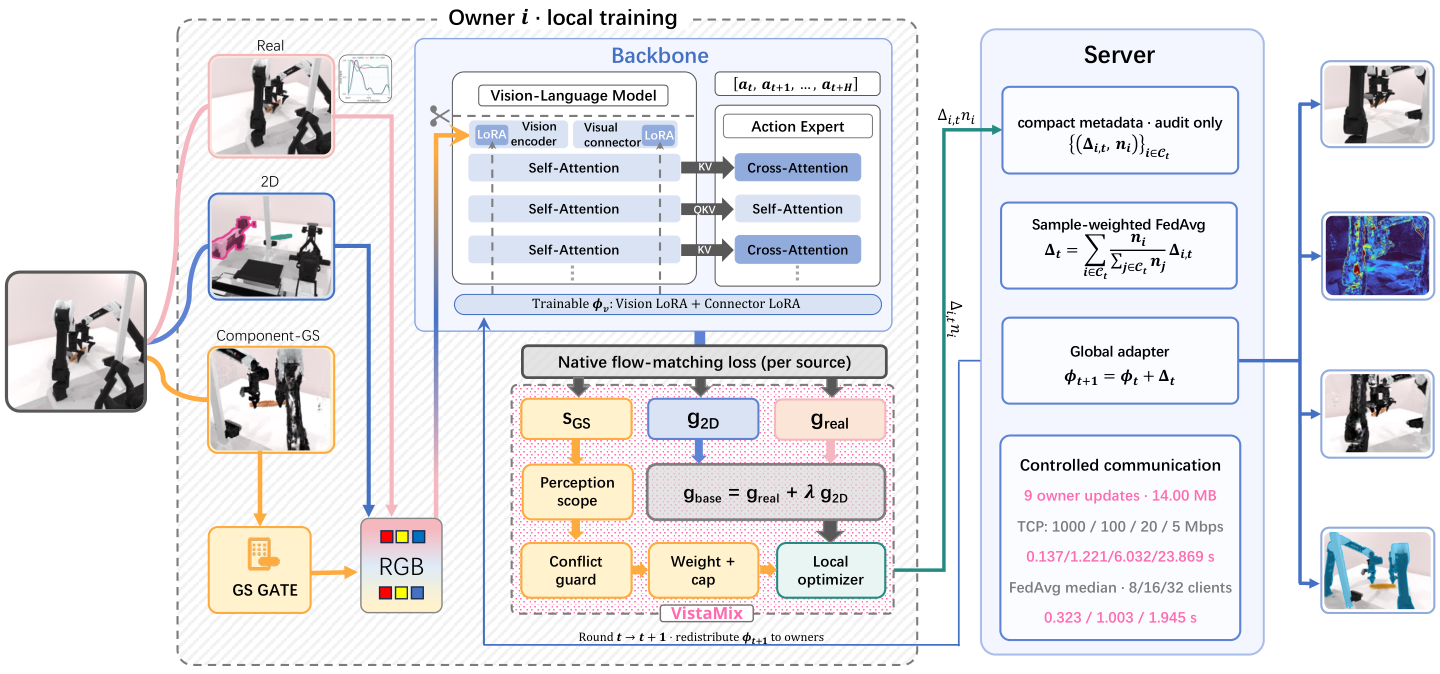 Owner i · local training
Real
2D
Component-GS
GS GATE
RGB
Backbone
Vision-Language Model
[a_t, a_{t+1}, …, a_{t+H}]
Action Expert
LoRA
Vision
encoder
Visual
connector
LoRA
Self-Attention
KV
Cross-Attention
Self-Attention
QKV
Self-Attention
Self-Attention
KV
Cross-Attention
Trainable ϕ_v: Vision LoRA + Connector LoRA
Native flow-matching loss (per source)
s_GS
g_2D
g_real
Perception
scope
g_base = g_real + λ g_2D
Conflict
guard
Weight +
cap
Local
optimizer
VistaMix
Round t → t + 1 · redistribute ϕ_{t+1} to owners
Δ_{i,t} n_i
Δ_{i,t} n_i
Server
compact metadata · audit only
{(Δ_{i,t}, n_i)}_{i∈C_t}
Sample-weighted FedAvg
Δ_t = ∑_{i∈C_t} n_i / ∑_{j∈C_t} n_j Δ_{i,t}
Global adapter
ϕ_{t+1} = ϕ_t + Δ_t
Controlled communication
9 owner updates · 14.00 MB
TCP: 1000 / 100 / 20 / 5 Mbps
0.137/1.221/6.032/23.869 s
FedAvg median · 8/16/32 clients
0.323 / 1.003 / 1.945 s